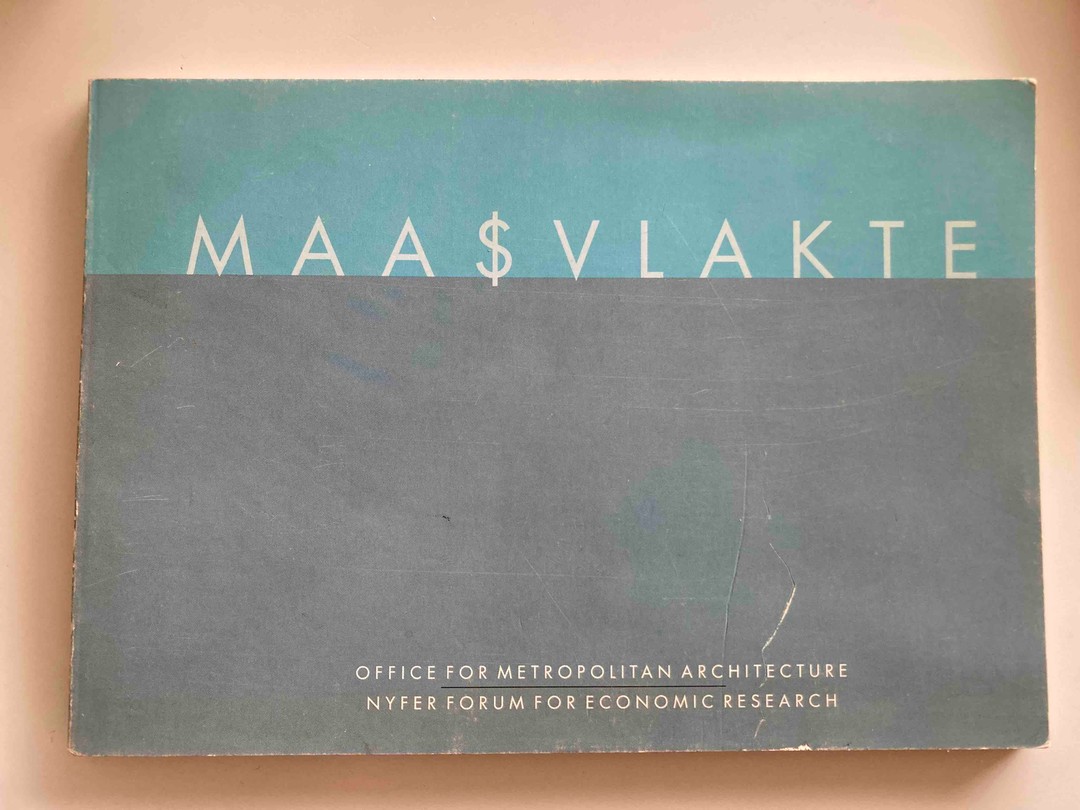 MAA$VLAKTE
OFFICE FOR METROPOLITAN ARCHITECTURE
NYFER FORUM FOR ECONOMIC RESEARCH